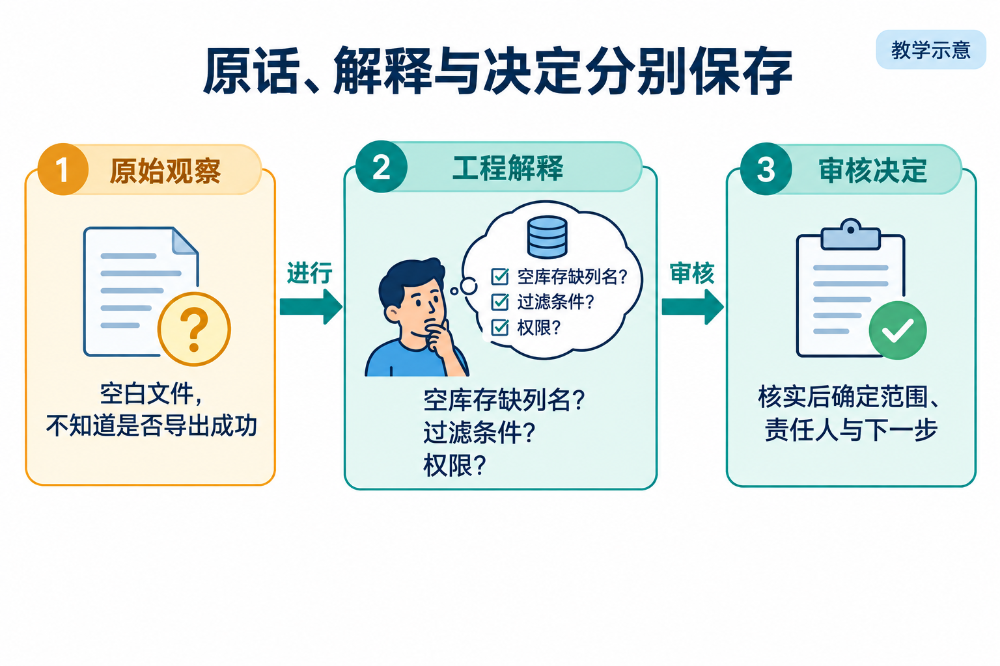 原话、解释与决定分别保存
教学示意
1
原始观察
空白文件，
不知道是否导出成功
进行
2
工程解释
空库存缺列名？
过滤条件？
权限？
空库存缺列名？
过滤条件？
权限？
审核
3
审核决定
核实后确定范围、
责任人与下一步